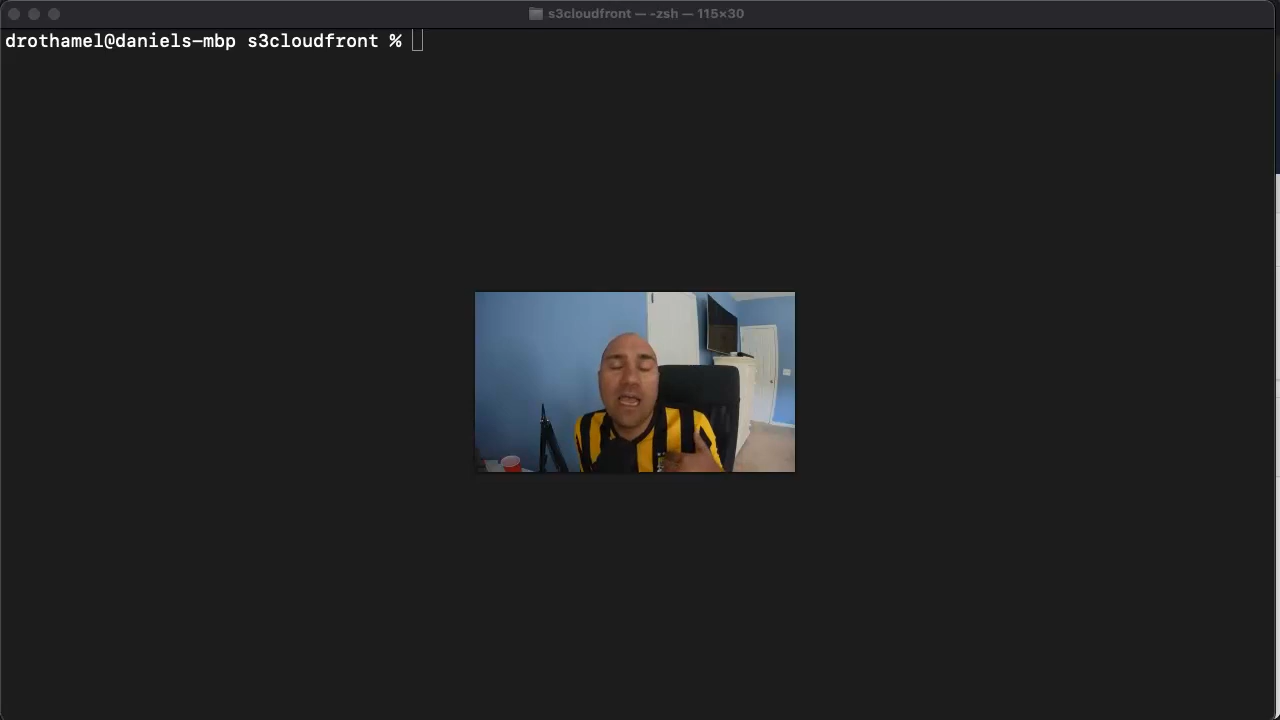 s3cloudfront — -zsh — 115×30
drothamel@daniels-mbp s3cloudfront %